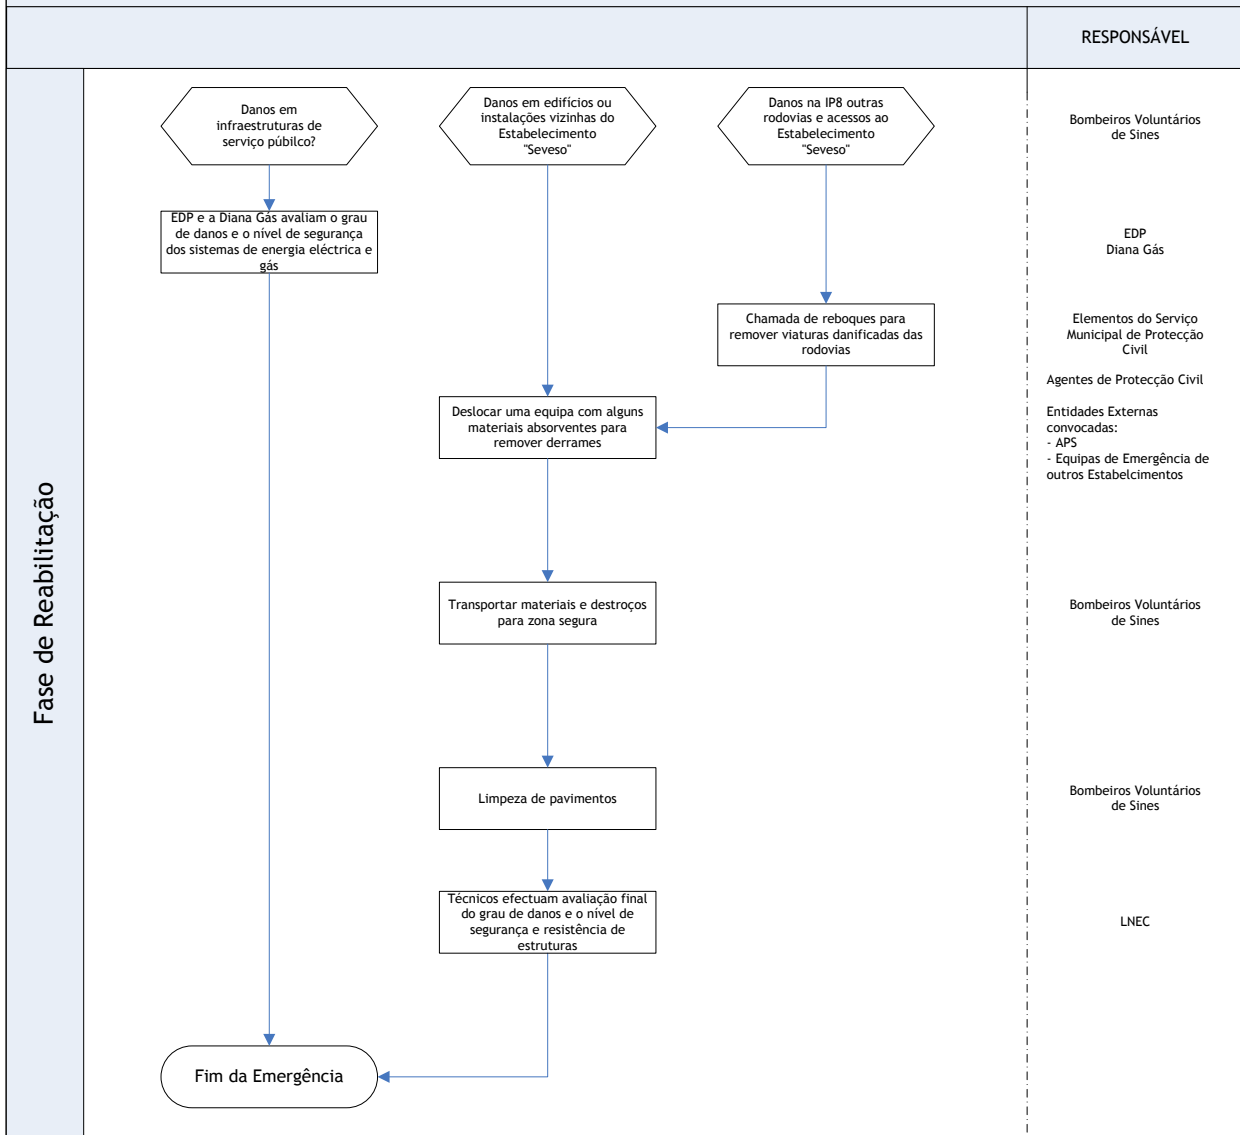 RESPONSÁVEL
Fase de Reabilitação
Danos em
infraestruturas de
serviço púbilco?
Danos em edifícios ou
instalações vizinhas do
Estabelecimento
"Seveso"
Danos na IP8 outras
rodovias e acessos ao
Estabelecimento
"Seveso"
Bombeiros Voluntários
de Sines
EDP e a Diana Gás avaliam o grau
de danos e o nível de segurança
dos sistemas de energia eléctrica e
gás
EDP
Diana Gás
Chamada de reboques para
remover viaturas danificadas das
rodovias
Elementos do Serviço
Municipal de Protecção
Civil
Agentes de Protecção Civil
Deslocar uma equipa com alguns
materiais absorventes para
remover derrames
Entidades Externas
convocadas:
- APS
- Equipas de Emergência de
outros Estabelcimentos
Transportar materiais e destroços
para zona segura
Bombeiros Voluntários
de Sines
Limpeza de pavimentos
Bombeiros Voluntários
de Sines
Técnicos efectuam avaliação final
do grau de danos e o nível de
segurança e resistência de
estruturas
LNEC
Fim da Emergência